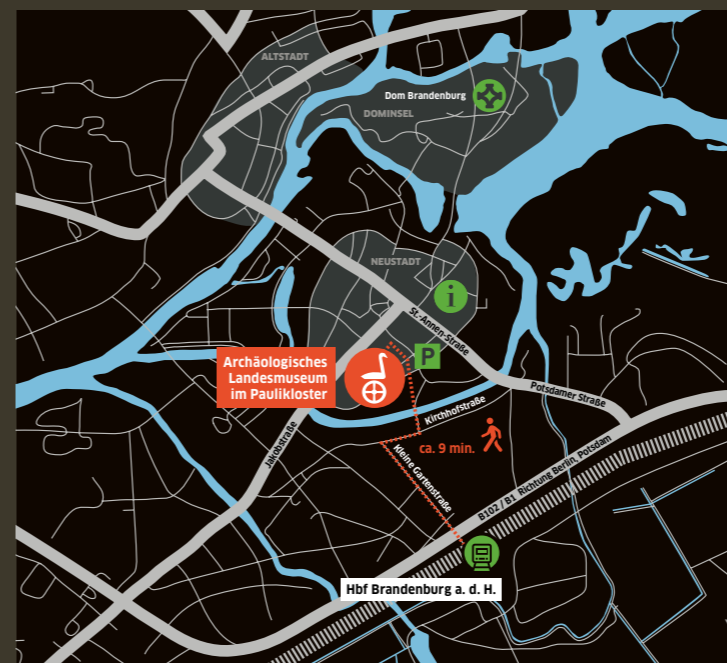 ALTSTADT
Dom Brandenburg
DOMINSEL
NEUSTADT
i
St.-Annen-Straße
P
Archäologisches
Landesmuseum
im Paulikloster
Potsdamer Straße
Kirchhofstraße
Jakobstraße
ca. 9 min.
Kleine Gartenstraße
B102 / B1 Richtung Berlin, Potsdam
Hbf Brandenburg a. d. H.